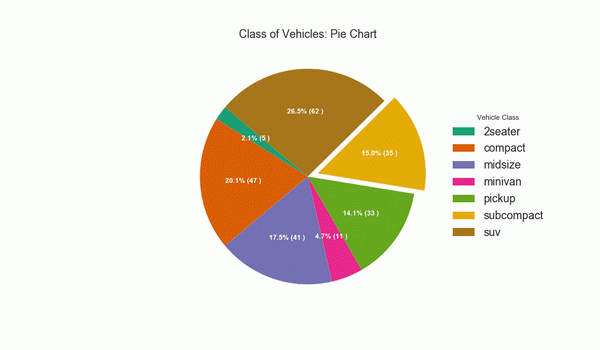 Class of Vehicles: Pie Chart
26.5% (62 )
2.1% (5 )
15.0% (35 )
20.1% (47 )
14.1% (33 )
17.5% (41 )
4.7% (11 )
Vehicle Class
2seater
compact
midsize
minivan
pickup
subcompact
suv